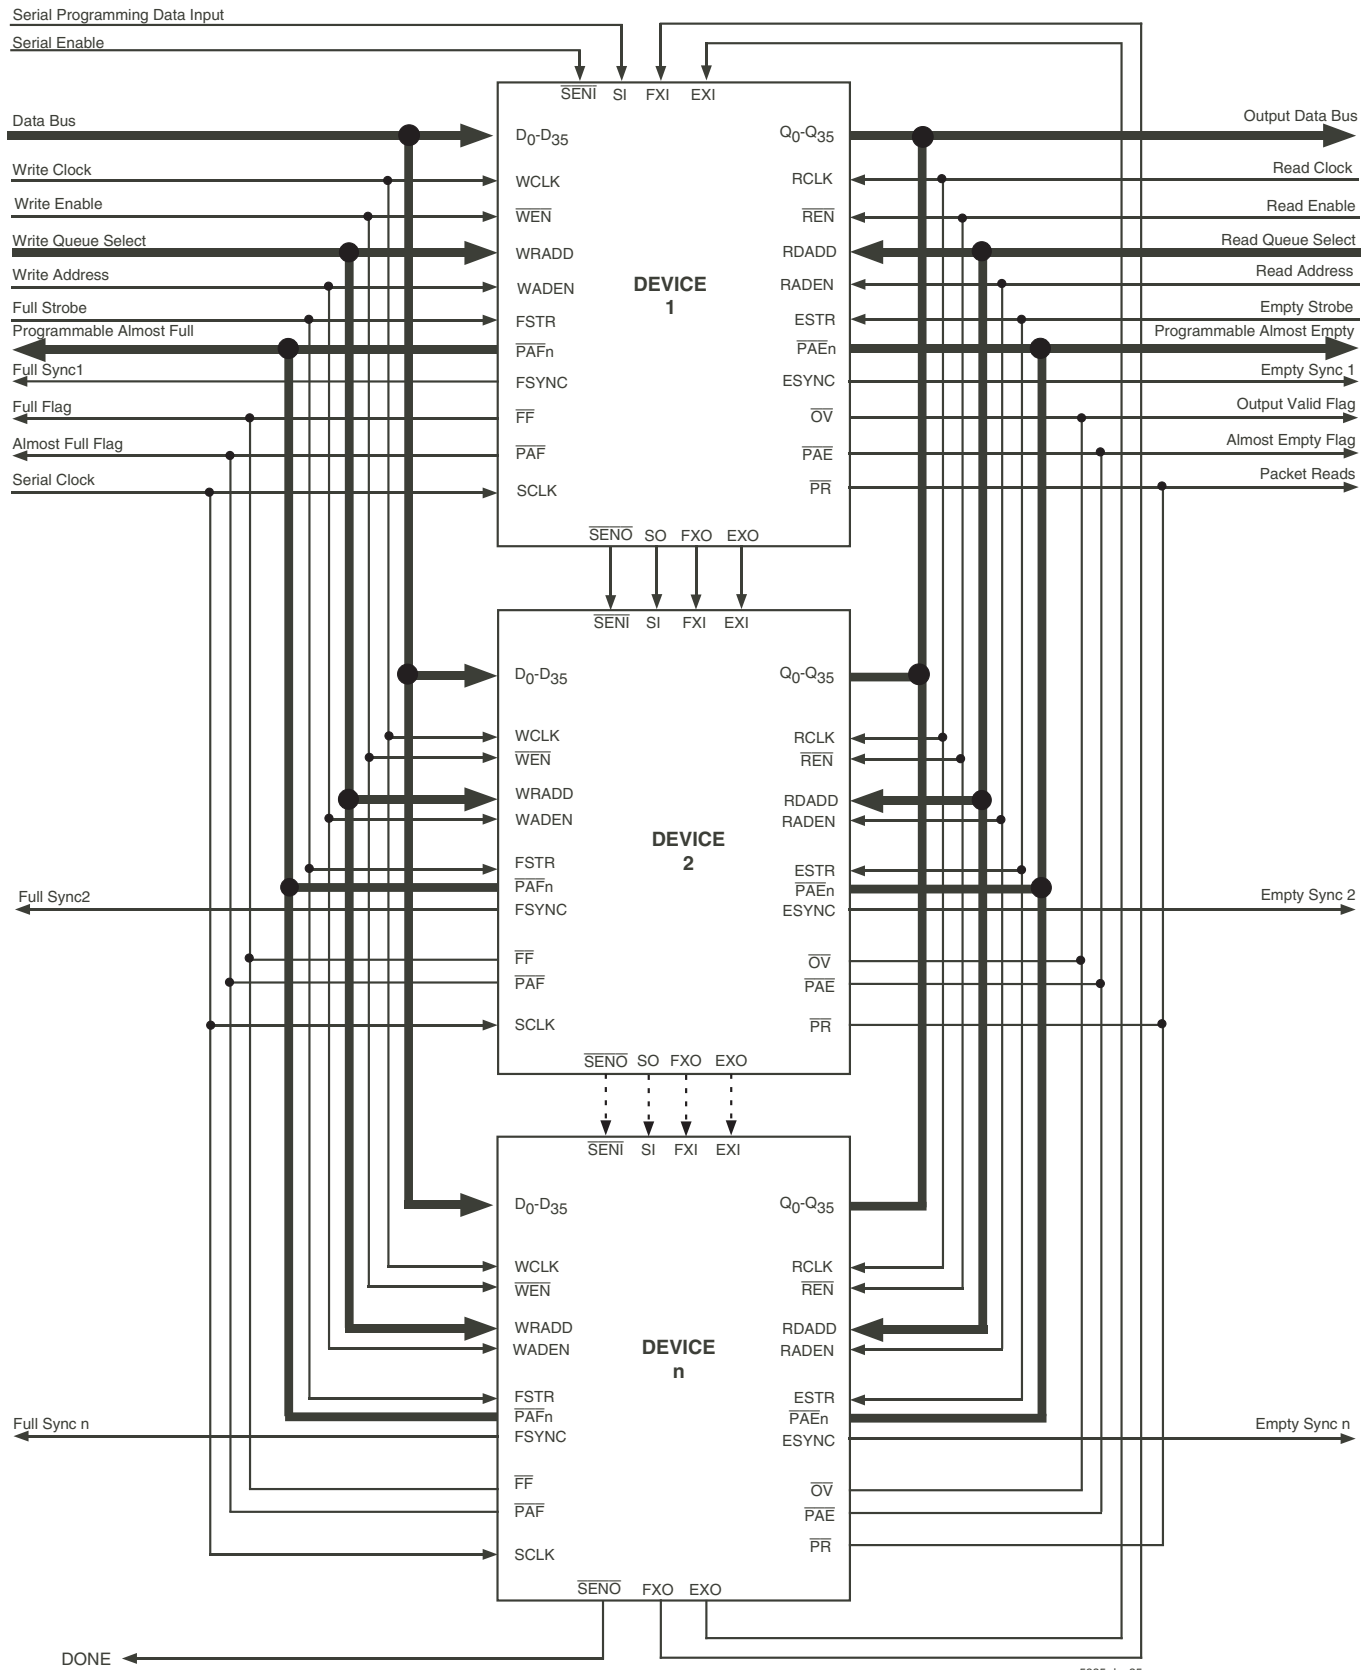 Serial Programming Data Input
Serial Enable
SENI SI FXI EXI
Data Bus D0-D35 Q0-Q35 Output Data Bus
Write Clock WCLK RCLK Read Clock
Write Enable WEN REN Read Enable
Write Queue Select WRADD RDADD Read Queue Select
Write Address WADEN RADEN Read Address
DEVICE
1
Full Strobe FSTR ESTR Empty Strobe
Programmable Almost Full PAFn PAEn Programmable Almost Empty
Full Sync1 FSYNC ESYNC Empty Sync 1
Full Flag FF OV Output Valid Flag
Almost Full Flag PAF PAE Almost Empty Flag
Serial Clock SCLK PR Packet Reads
SENO SO FXO EXO
SENI SI FXI EXI
D0-D35 Q0-Q35
WCLK RCLK
WEN REN
WRADD RDADD
WADEN RADEN
DEVICE
2
FSTR ESTR
PAFn PAEn
Full Sync2 FSYNC ESYNC Empty Sync 2
FF OV
PAF PAE
SCLK PR
SENO SO FXO EXO
SENI SI FXI EXI
D0-D35 Q0-Q35
WCLK RCLK
WEN REN
WRADD RDADD
WADEN RADEN
DEVICE
n
FSTR ESTR
PAFn PAEn
Full Sync n FSYNC ESYNC Empty Sync n
FF OV
PAF PAE
SCLK PR
SENO FXO EXO
DONE